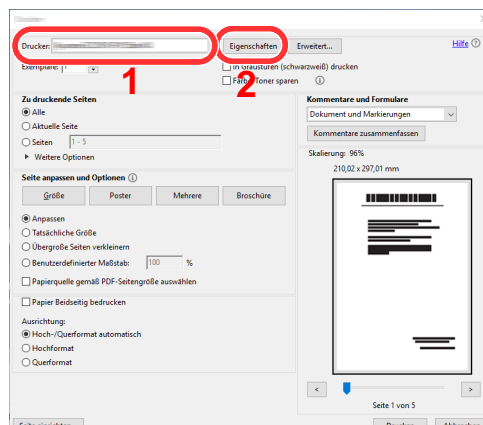 Drucker:
Eigenschaften
Erweitert...
Hilfe
Exemplare: 1
In Graustufen (schwarzweiß) drucken
1
2
Farbe/Toner sparen
Zu druckende Seiten
Alle
Aktuelle Seite
Seiten 1 - 5
Weitere Optionen
Kommentare und Formulare
Dokument und Markierungen
Kommentare zusammenfassen
Skalierung: 96%
210,02 x 297,01 mm
Seite anpassen und Optionen
Größe Poster Mehrere Broschüre
Anpassen
Tatsächliche Größe
Übergroße Seiten verkleinern
Benutzerdefinierter Maßstab: 100 %
Papierquelle gemäß PDF-Seitengröße auswählen
Papier Beidseitig bedrucken
Ausrichtung:
Hoch-/Querformat automatisch
Hochformat
Querformat
< >
Seite 1 von 5
Seite einrichten...
Drucken
Abbrechen